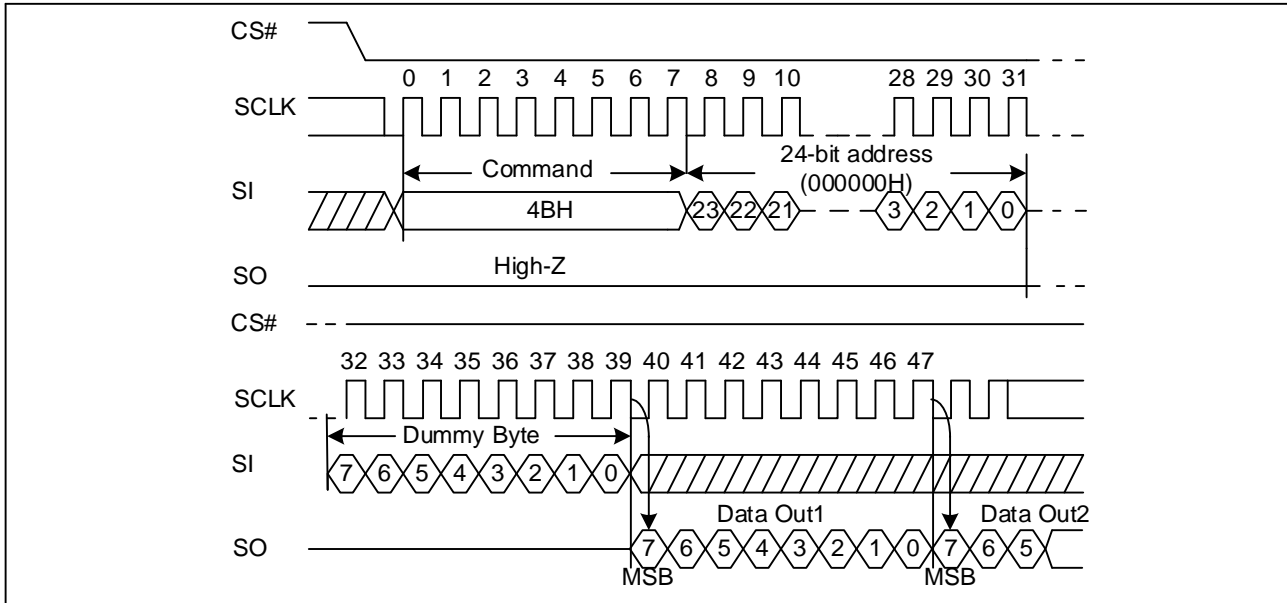 CS#
0 1 2 3 4 5 6 7 8 9 10 28 29 30 31
SCLK
Command 24-bit address
(000000H)
SI
4BH 23 22 21 3 2 1 0
High-Z
SO
CS#
32 33 34 35 36 37 38 39 40 41 42 43 44 45 46 47
SCLK
Dummy Byte
SI
7 6 5 4 3 2 1 0
Data Out1 Data Out2
SO
7 6 5 4 3 2 1 0 7 6 5
MSB MSB